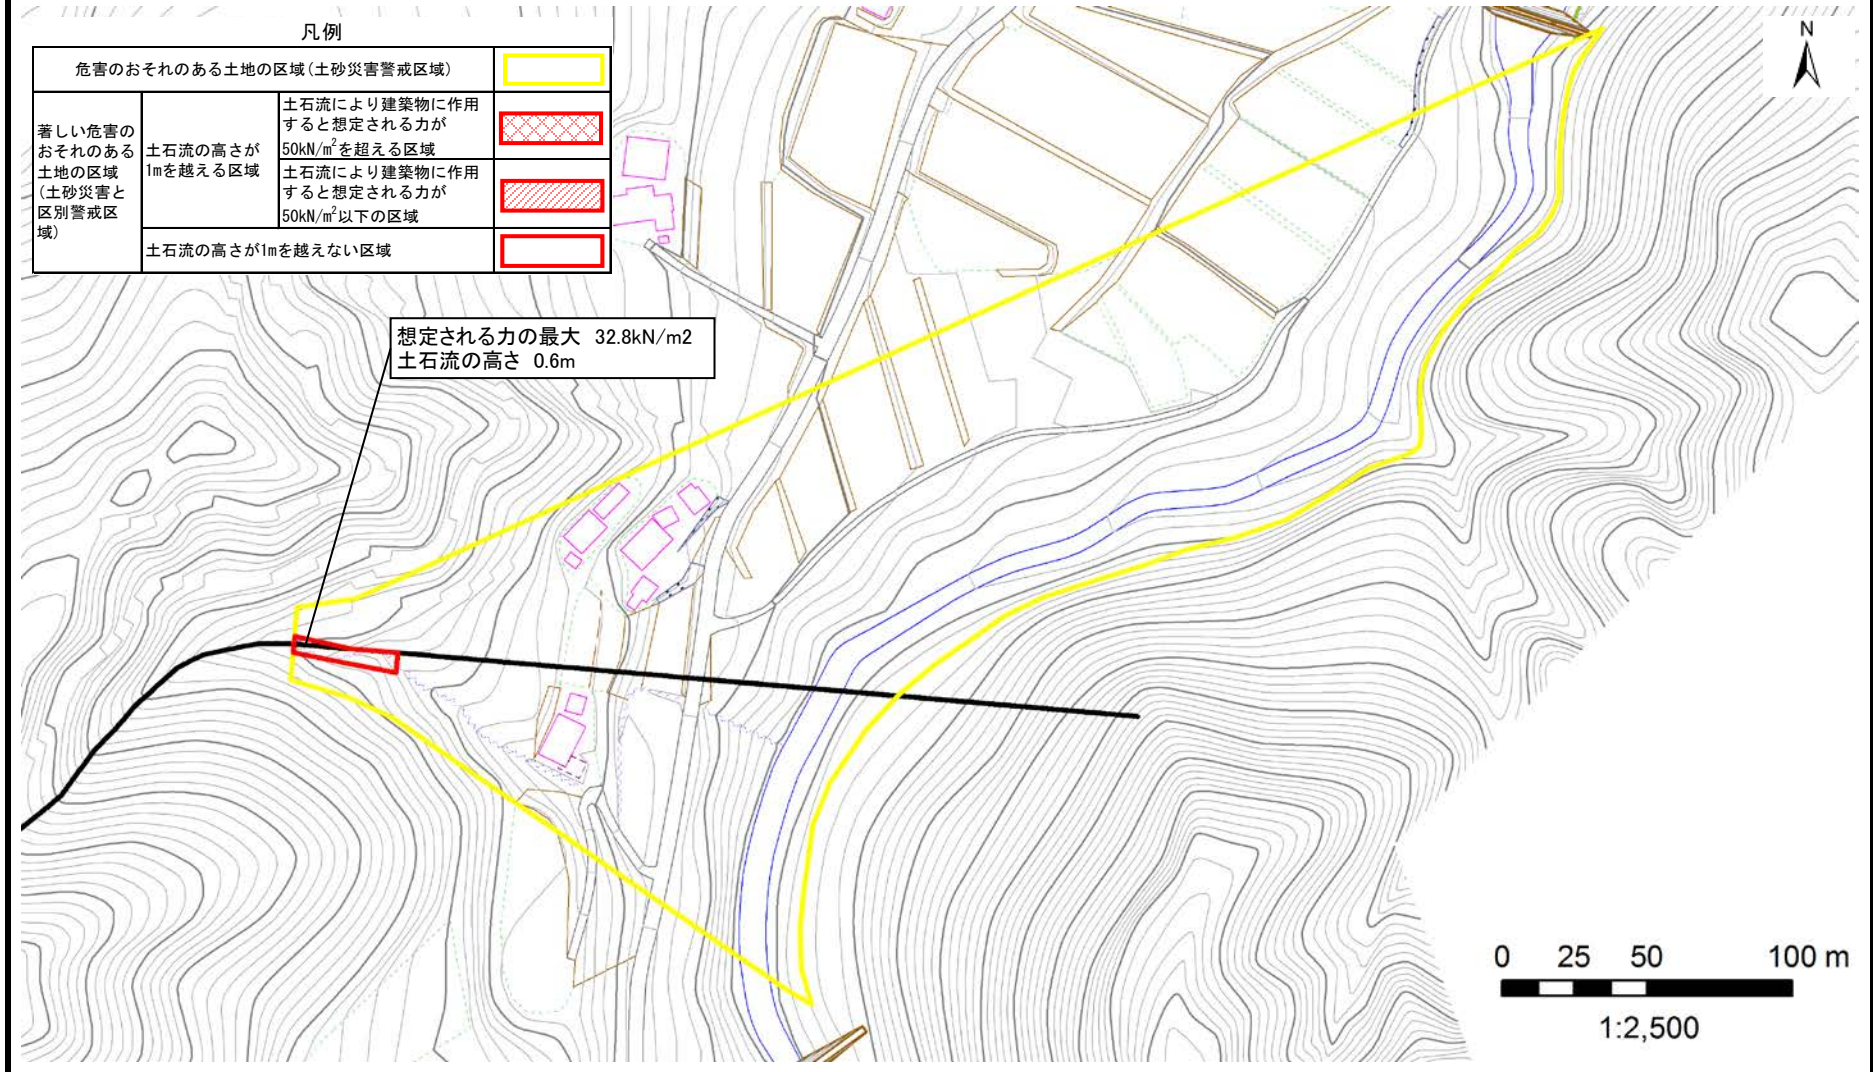 凡例
危害のおそれのある土地の区域(土砂災害警戒区域)
著しい危害の
おそれのある
土地の区域
(土砂災害と
区別警戒区
域)
土石流の高さが
1mを越える区域
土石流により建築物に作用
すると想定される力が
50kN/m²を超える区域
土石流により建築物に作用
すると想定される力が
50kN/m²以下の区域
土石流の高さが1mを越えない区域
想定される力の最大 32.8kN/m2
土石流の高さ 0.6m
N
0 25 50 100 m
1:2,500